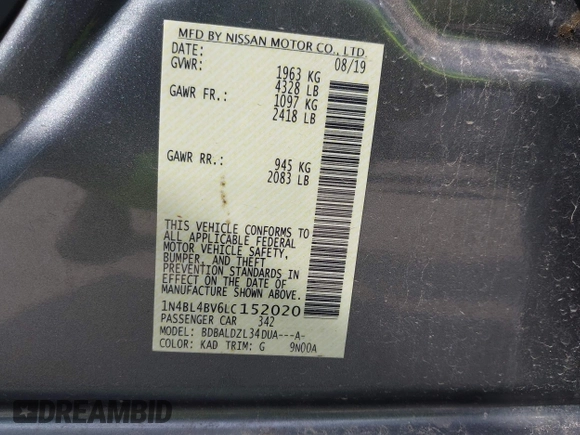 MFD BY NISSAN MOTOR CO., LTD.
DATE: 08/19
GVWR: 1963 KG
4328 LB
GAWR FR.: 1097 KG
2418 LB
GAWR RR.: 945 KG
2083 LB
THIS VEHICLE CONFORMS TO
ALL APPLICABLE FEDERAL
MOTOR VEHICLE SAFETY,
BUMPER, AND THEFT
PREVENTION STANDARDS IN
EFFECT ON THE DATE OF
MANUFACTURE SHOWN ABOVE.
1N4BL4BV6LC152020
PASSENGER CAR 342
MODEL: BDBALDZL34DUA---A-
COLOR: KAD TRIM: G 9N00A
DREAMBID